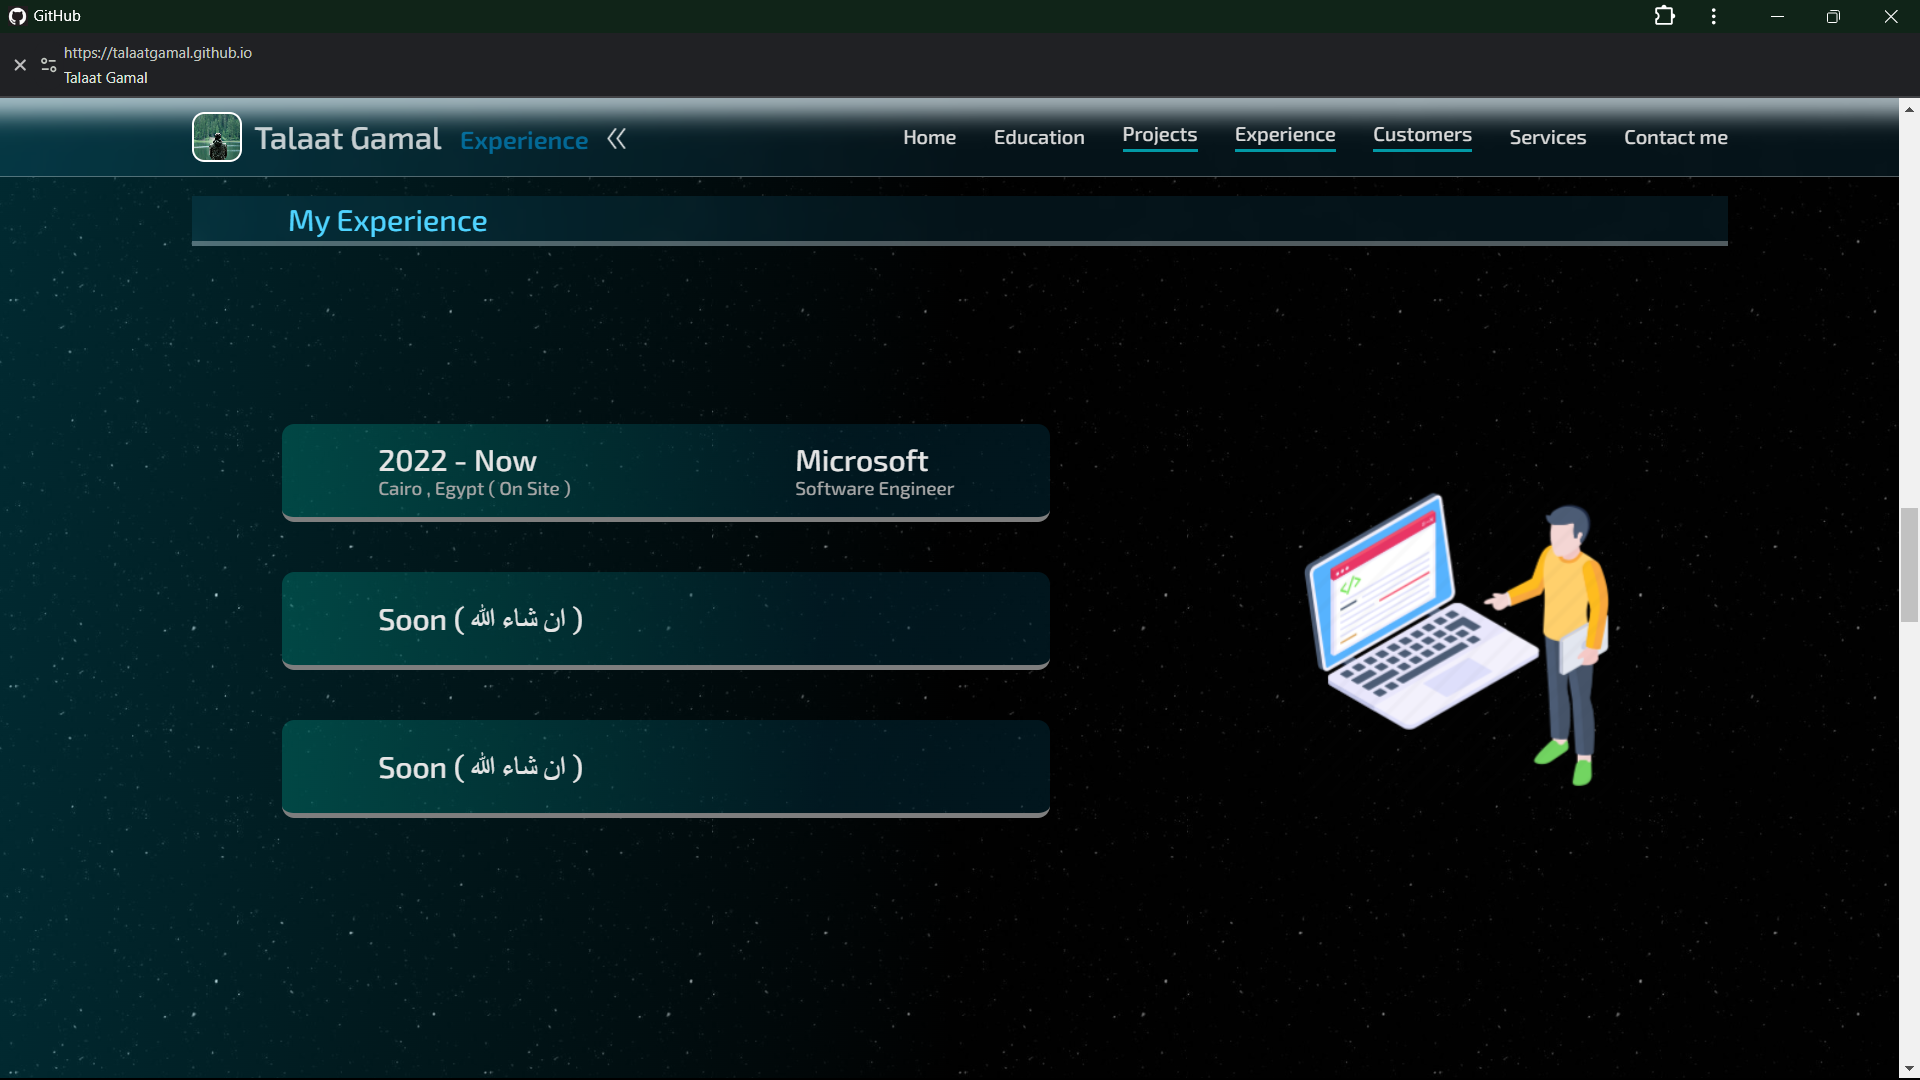 GitHub
https://talaatgamal.github.io
Talaat Gamal
Talaat Gamal Experience
Home Education Projects Experience Customers Services Contact me
My Experience
2022 - Now
Cairo , Egypt ( On Site )
Microsoft
Software Engineer
Soon ( ان شاء الله )
Soon ( ان شاء الله )